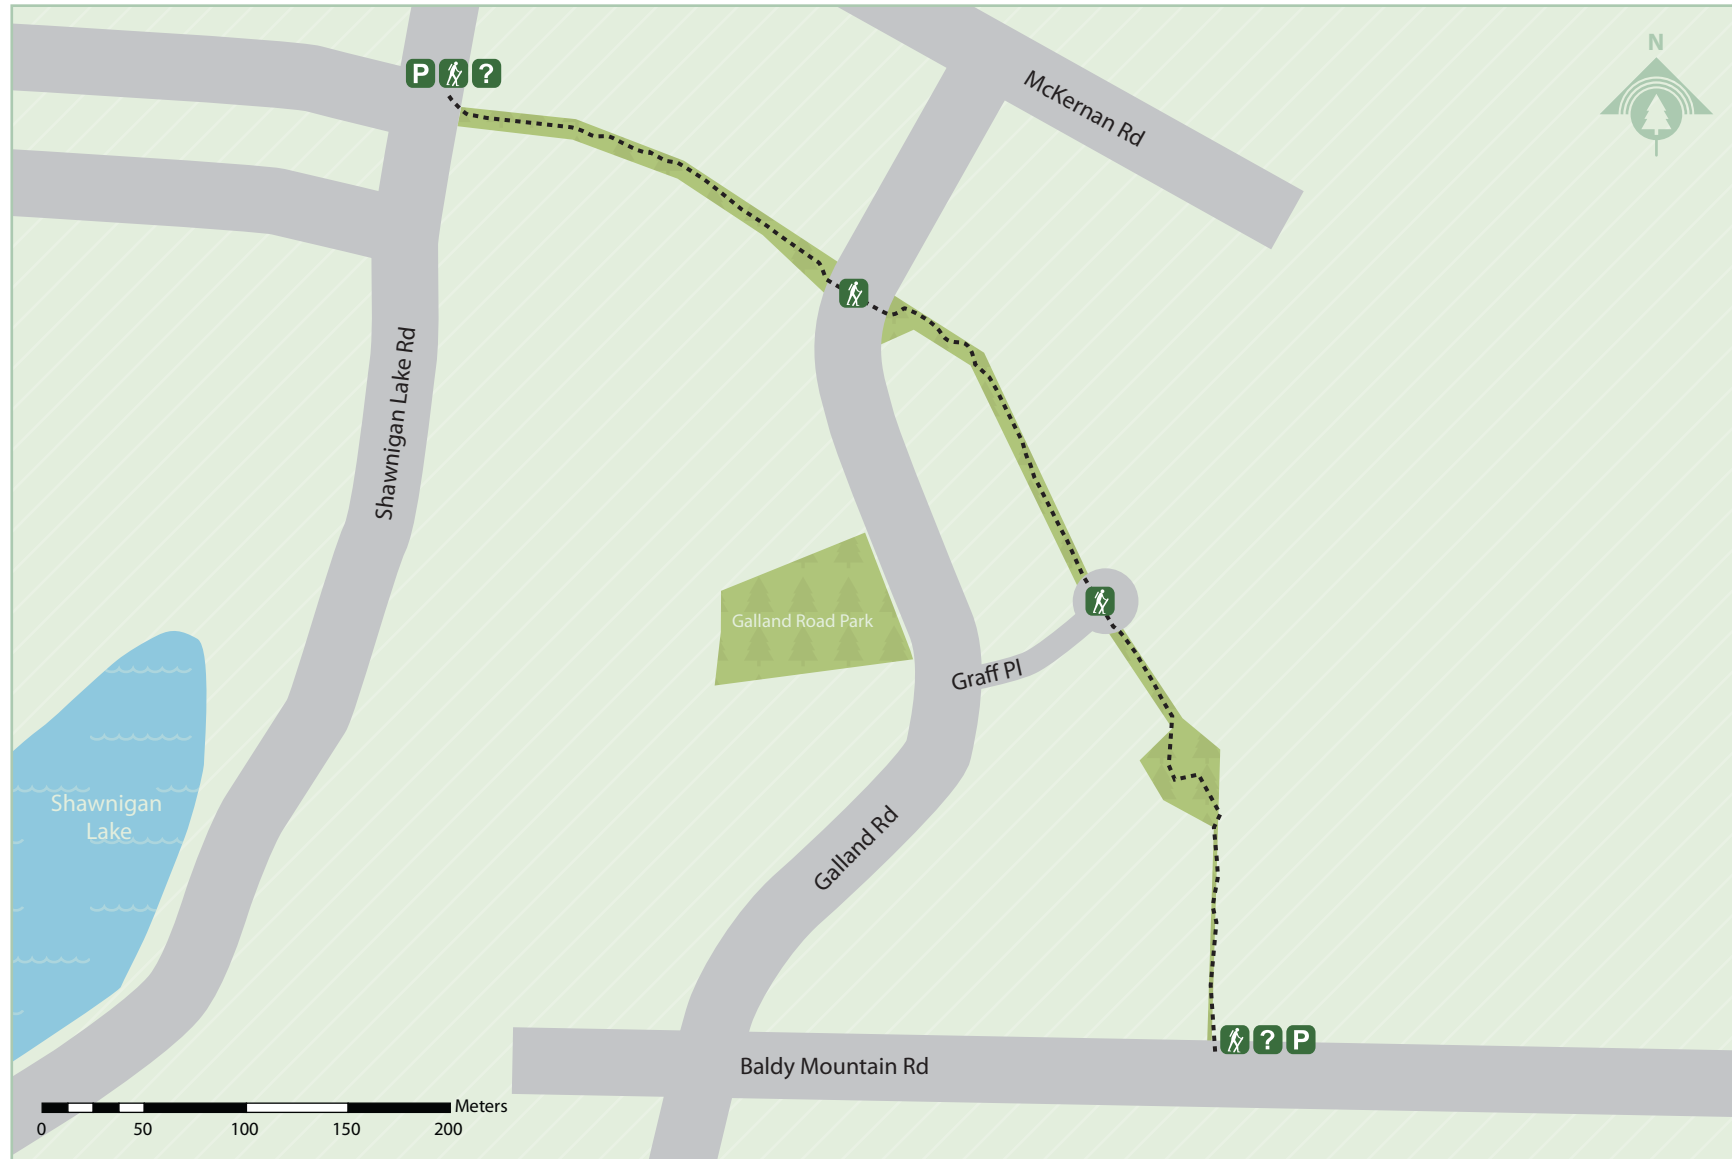 N
P ?
McKernan Rd
Shawnigan Lake Rd
Galland Road Park
Graff Pl
Shawnigan
Lake
Galland Rd
? P
Baldy Mountain Rd
Meters
0 50 100 150 200